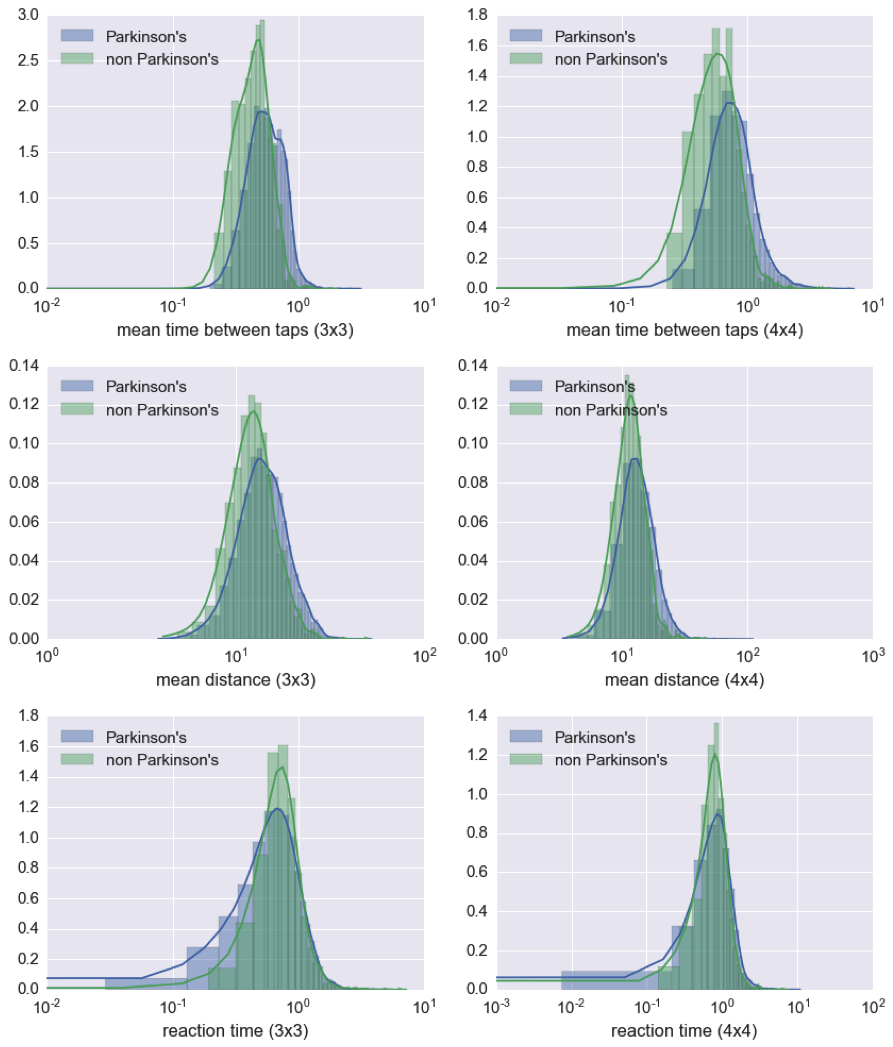 3.0
2.5
2.0
1.5
1.0
0.5
0.0
Parkinson's
non Parkinson's
10^-2 10^-1 10^0 10^1
mean time between taps (3x3)
1.8
1.6
1.4
1.2
1.0
0.8
0.6
0.4
0.2
0.0
Parkinson's
non Parkinson's
10^-2 10^-1 10^0 10^1
mean time between taps (4x4)
0.14
0.12
0.10
0.08
0.06
0.04
0.02
0.00
Parkinson's
non Parkinson's
10^0 10^1 10^2
mean distance (3x3)
0.14
0.12
0.10
0.08
0.06
0.04
0.02
0.00
Parkinson's
non Parkinson's
10^0 10^1 10^2 10^3
mean distance (4x4)
1.8
1.6
1.4
1.2
1.0
0.8
0.6
0.4
0.2
0.0
Parkinson's
non Parkinson's
10^-2 10^-1 10^0 10^1
reaction time (3x3)
1.4
1.2
1.0
0.8
0.6
0.4
0.2
0.0
Parkinson's
non Parkinson's
10^-3 10^-2 10^-1 10^0 10^1 10^2
reaction time (4x4)